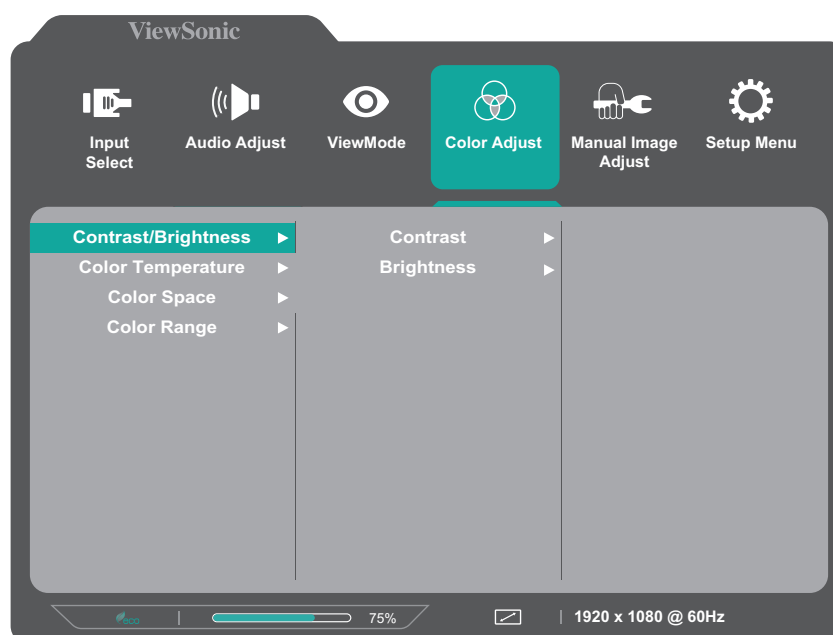 ViewSonic
Input
Select
Audio Adjust
ViewMode
Color Adjust
Manual Image
Adjust
Setup Menu
Contrast/Brightness
Contrast
Color Temperature
Brightness
Color Space
Color Range
eco
75%
1920 x 1080 @ 60Hz